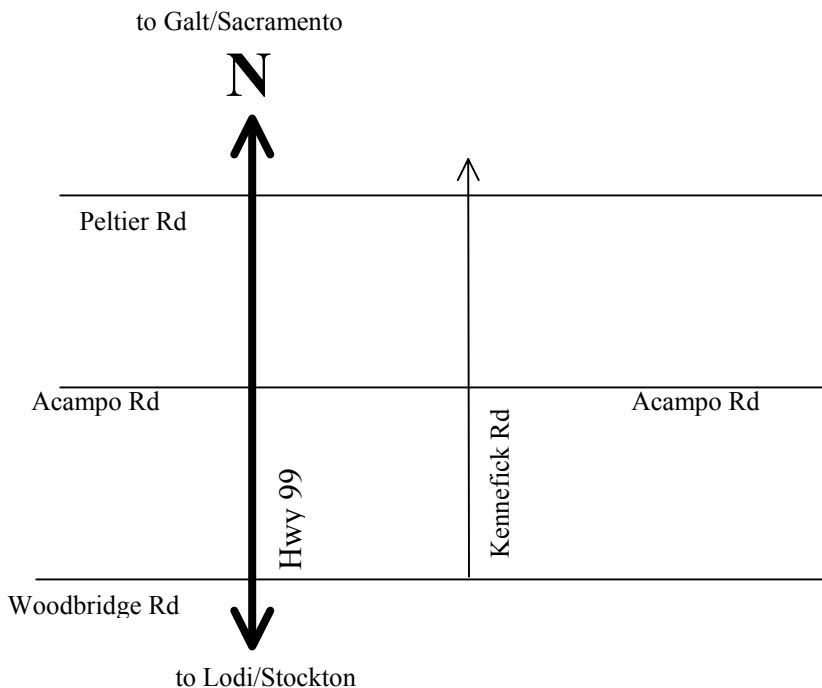 to Galt/Sacramento
N
Peltier Rd
Acampo Rd
Acampo Rd
Kennefick Rd
Hwy 99
Woodbridge Rd
to Lodi/Stockton